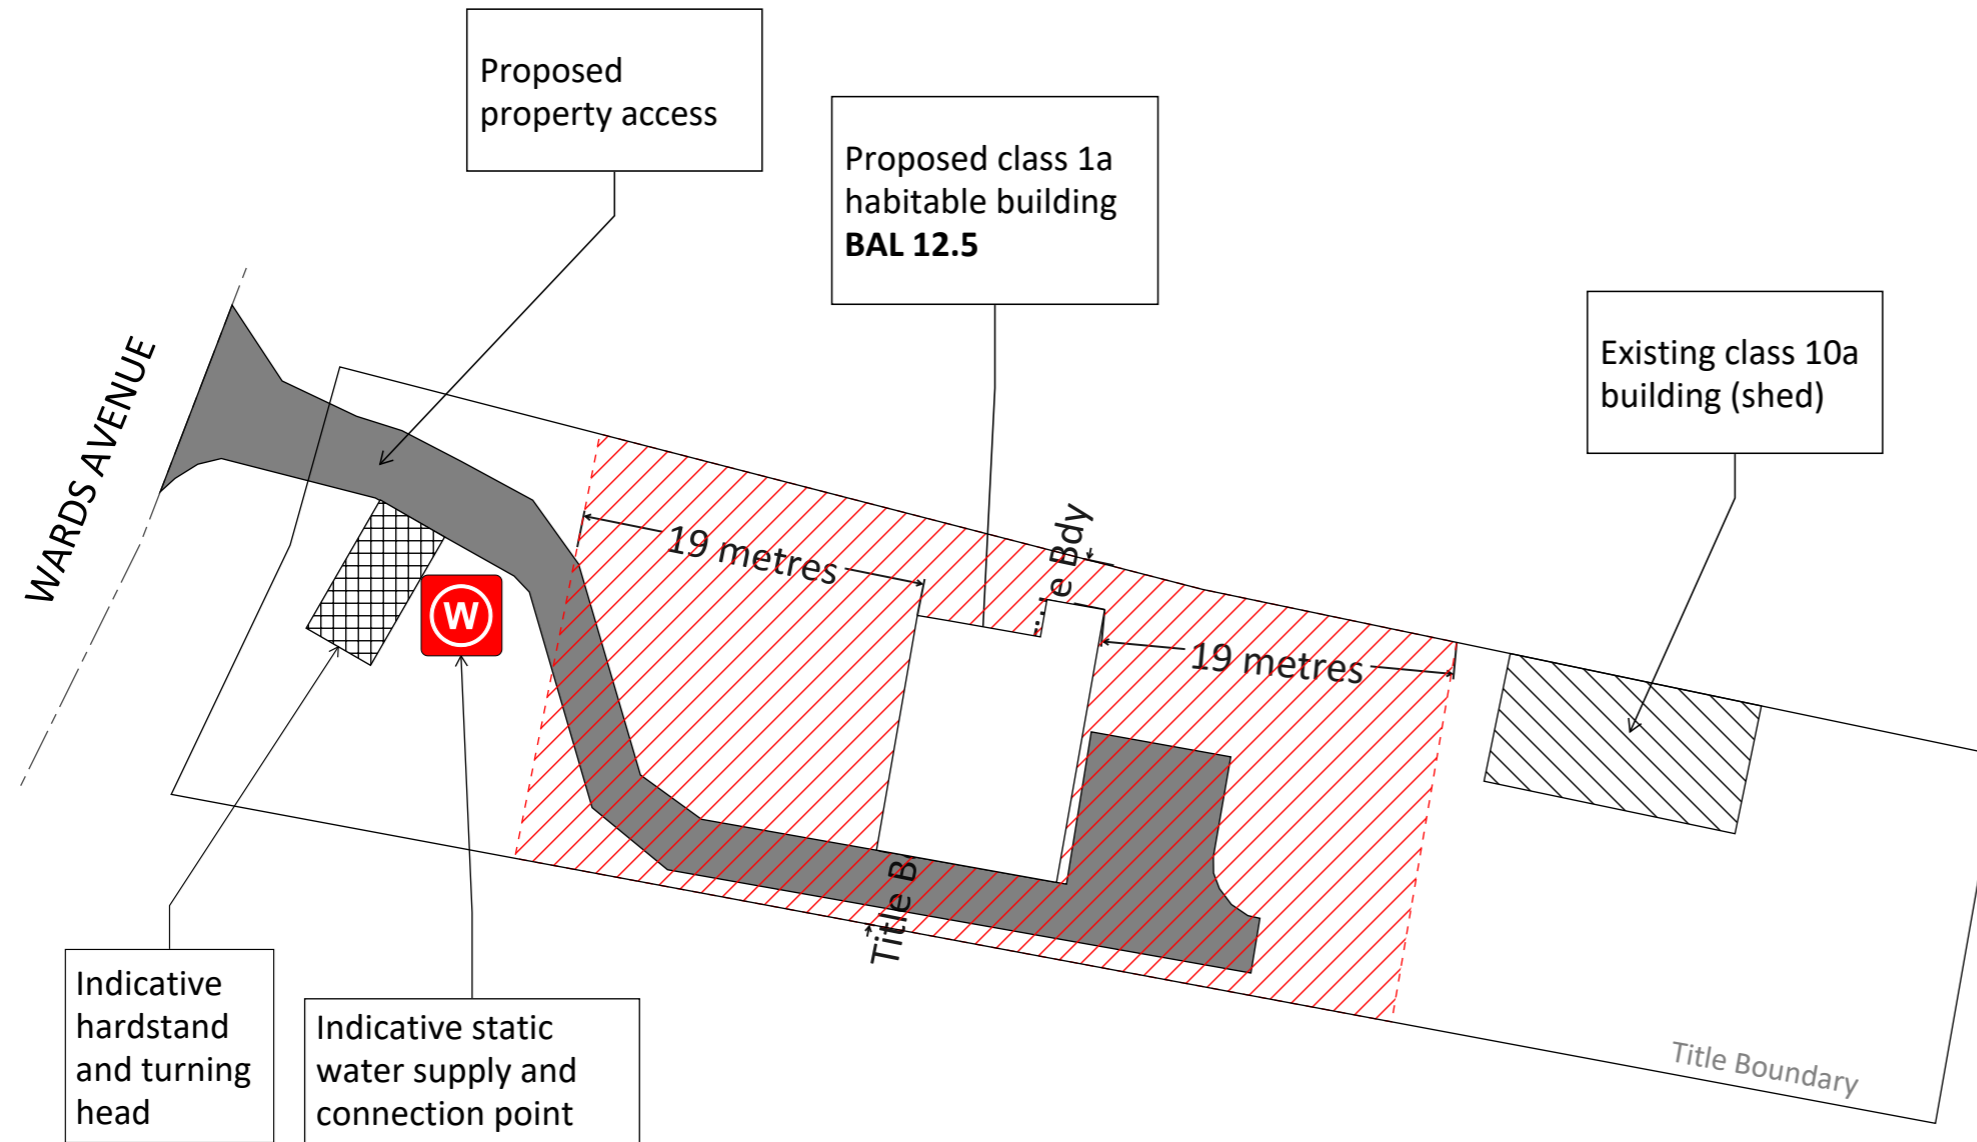 Proposed
property access
Proposed class 1a
habitable building
BAL 12.5
Existing class 10a
building (shed)
WARDS AVENUE
19 metres
e Bdy
19 metres
W
Title B
Title Boundary
Indicative
hardstand
and turning
head
Indicative static
water supply and
connection point